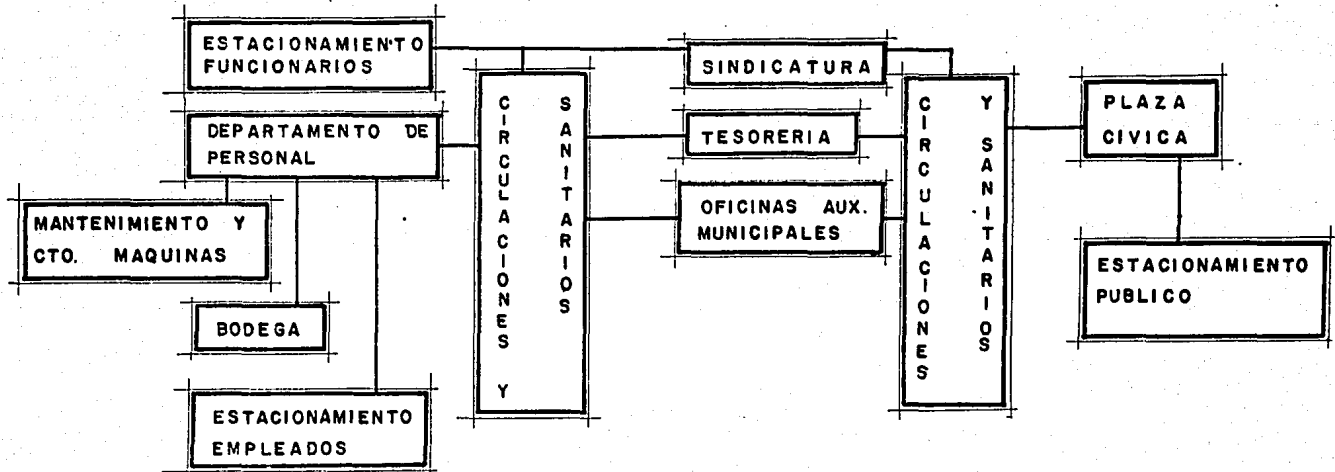 ESTACIONAMIENTO
FUNCIONARIOS
DEPARTAMENTO DE
PERSONAL
MANTENIMIENTO Y
CTO. MAQUINAS
BODEGA
ESTACIONAMIENTO
EMPLEADOS
CIRCULACIONES Y
SANITARIOS
SINDICATURA
TESORERIA
OFICINAS AUX.
MUNICIPALES
CIRCULACIONES
Y SANITARIOS
PLAZA
CIVICA
ESTACIONAMIENTO
PUBLICO